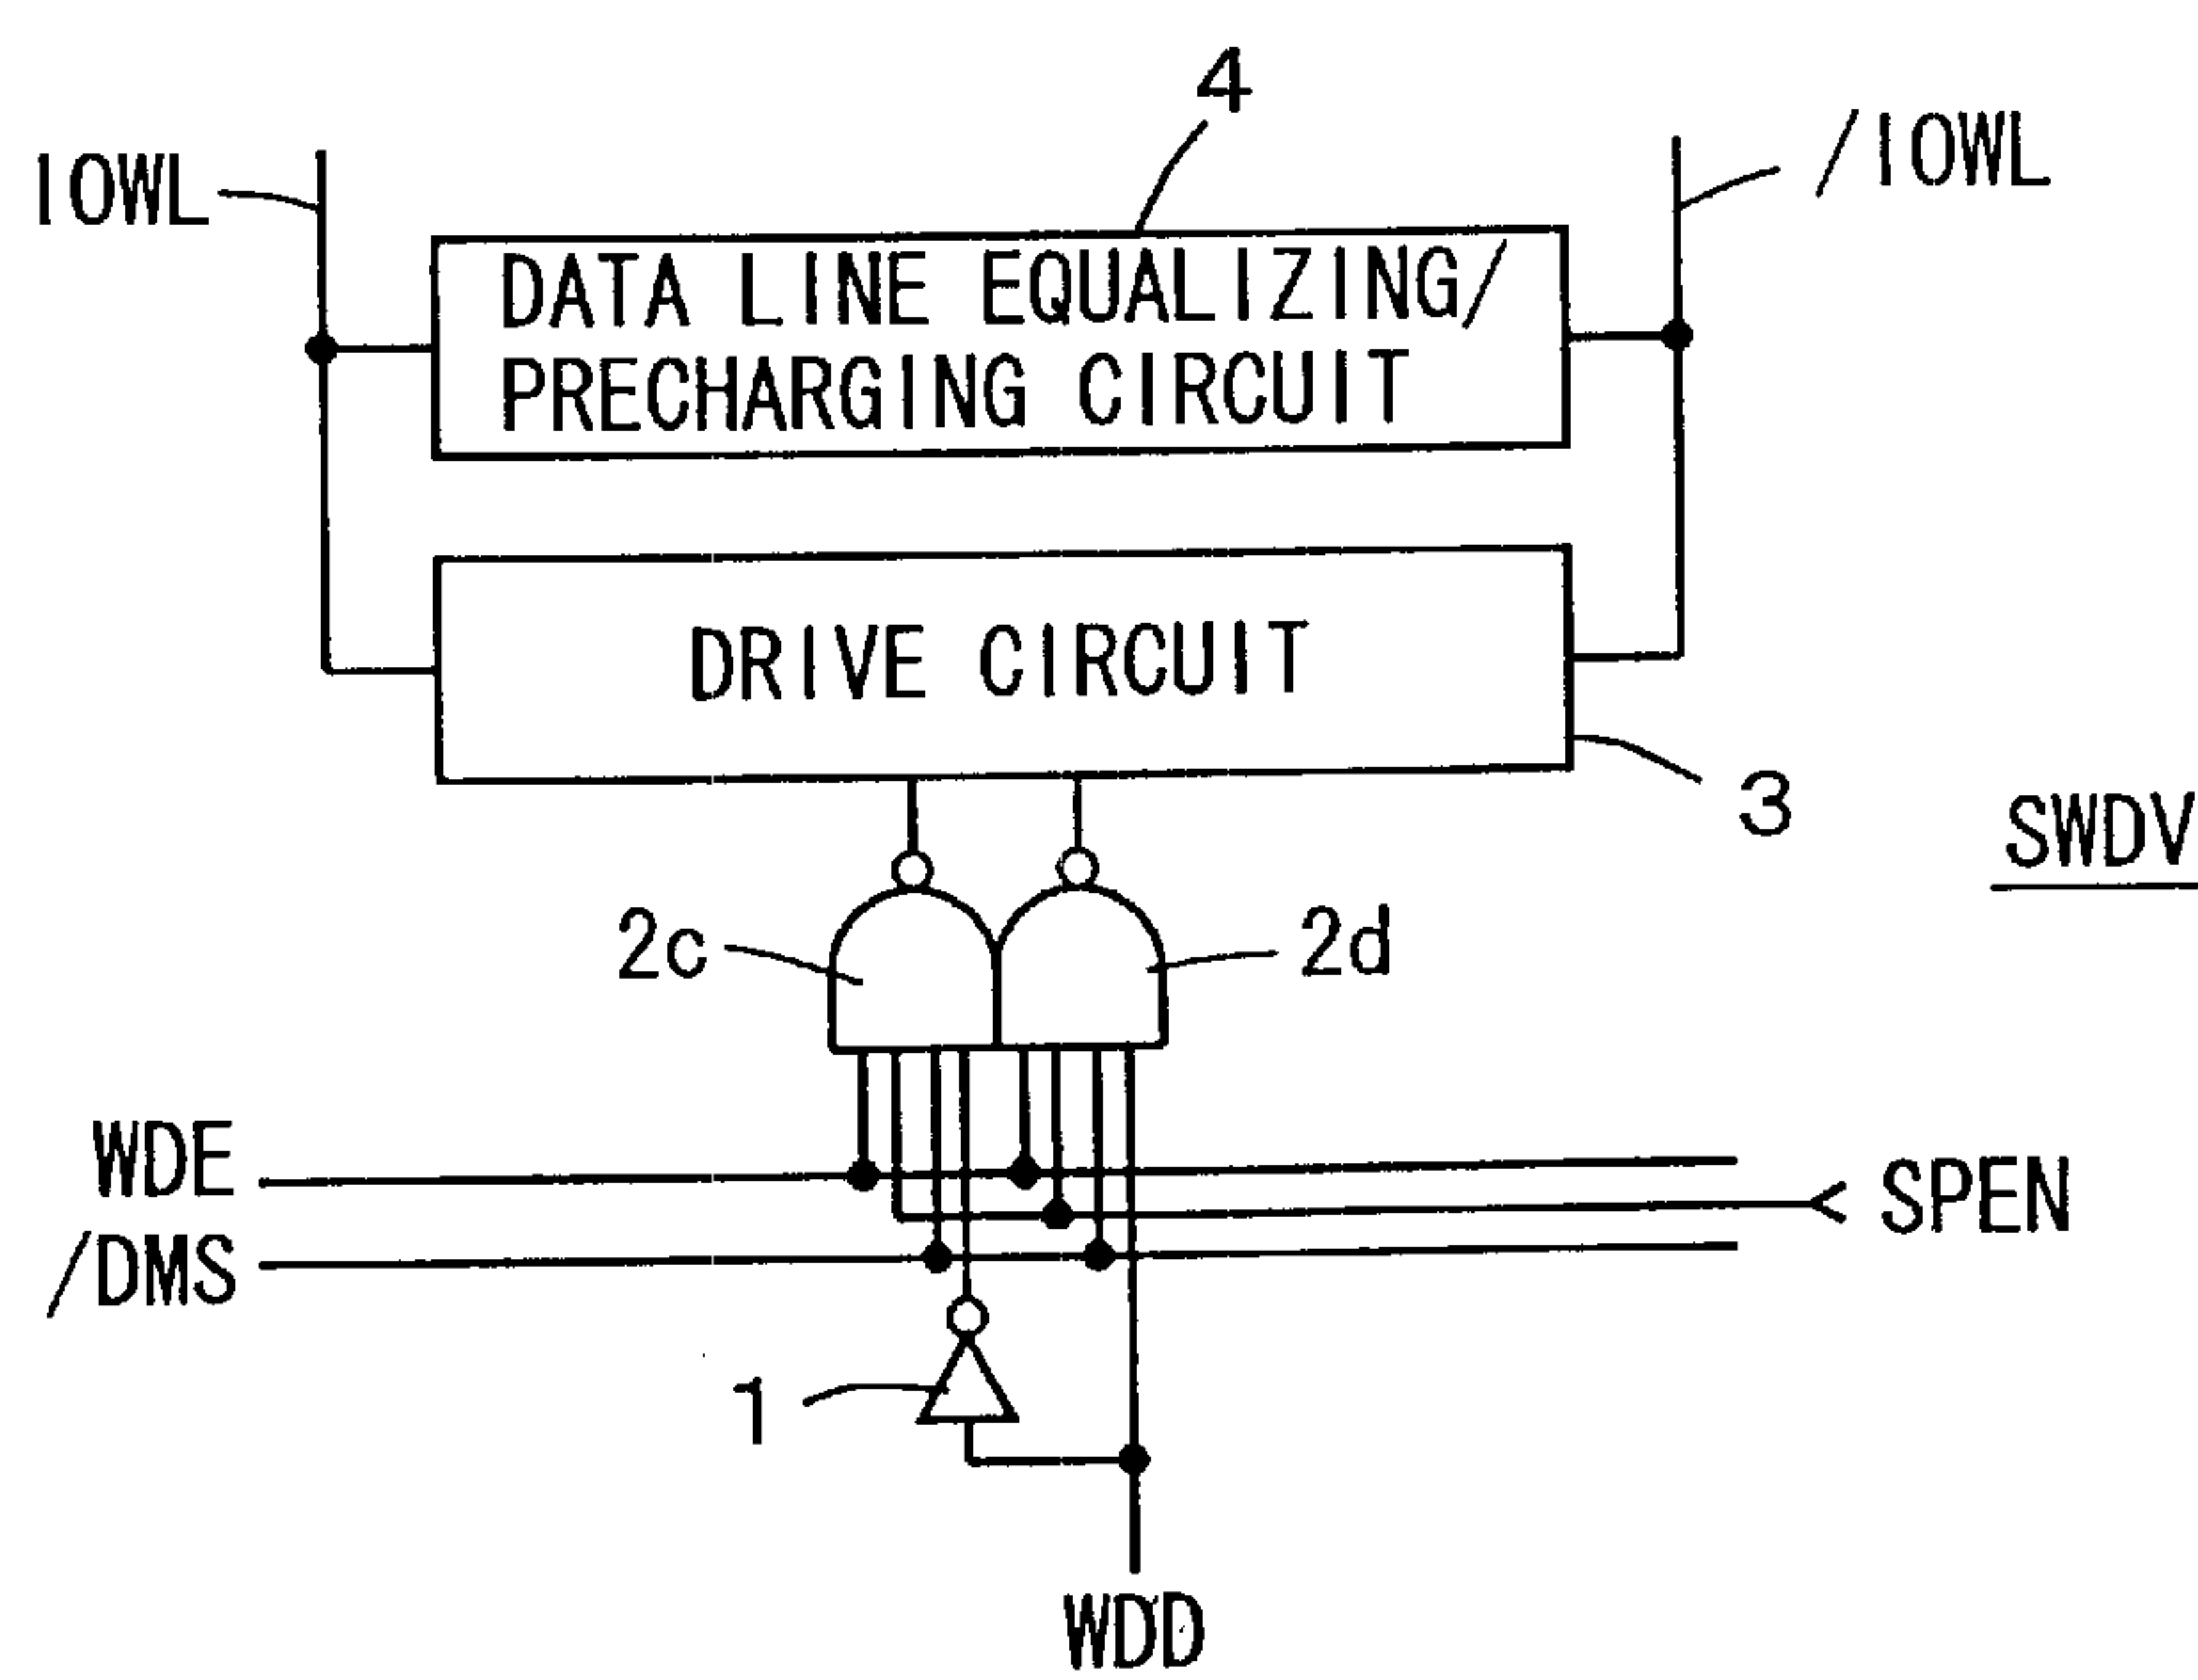 4
IOWL
/IOWL
DATA LINE EQUALIZING/
PRECHARGING CIRCUIT
DRIVE CIRCUIT
3
SWDV
2c
2d
WDE
SPEN
/DMS
1
WDD